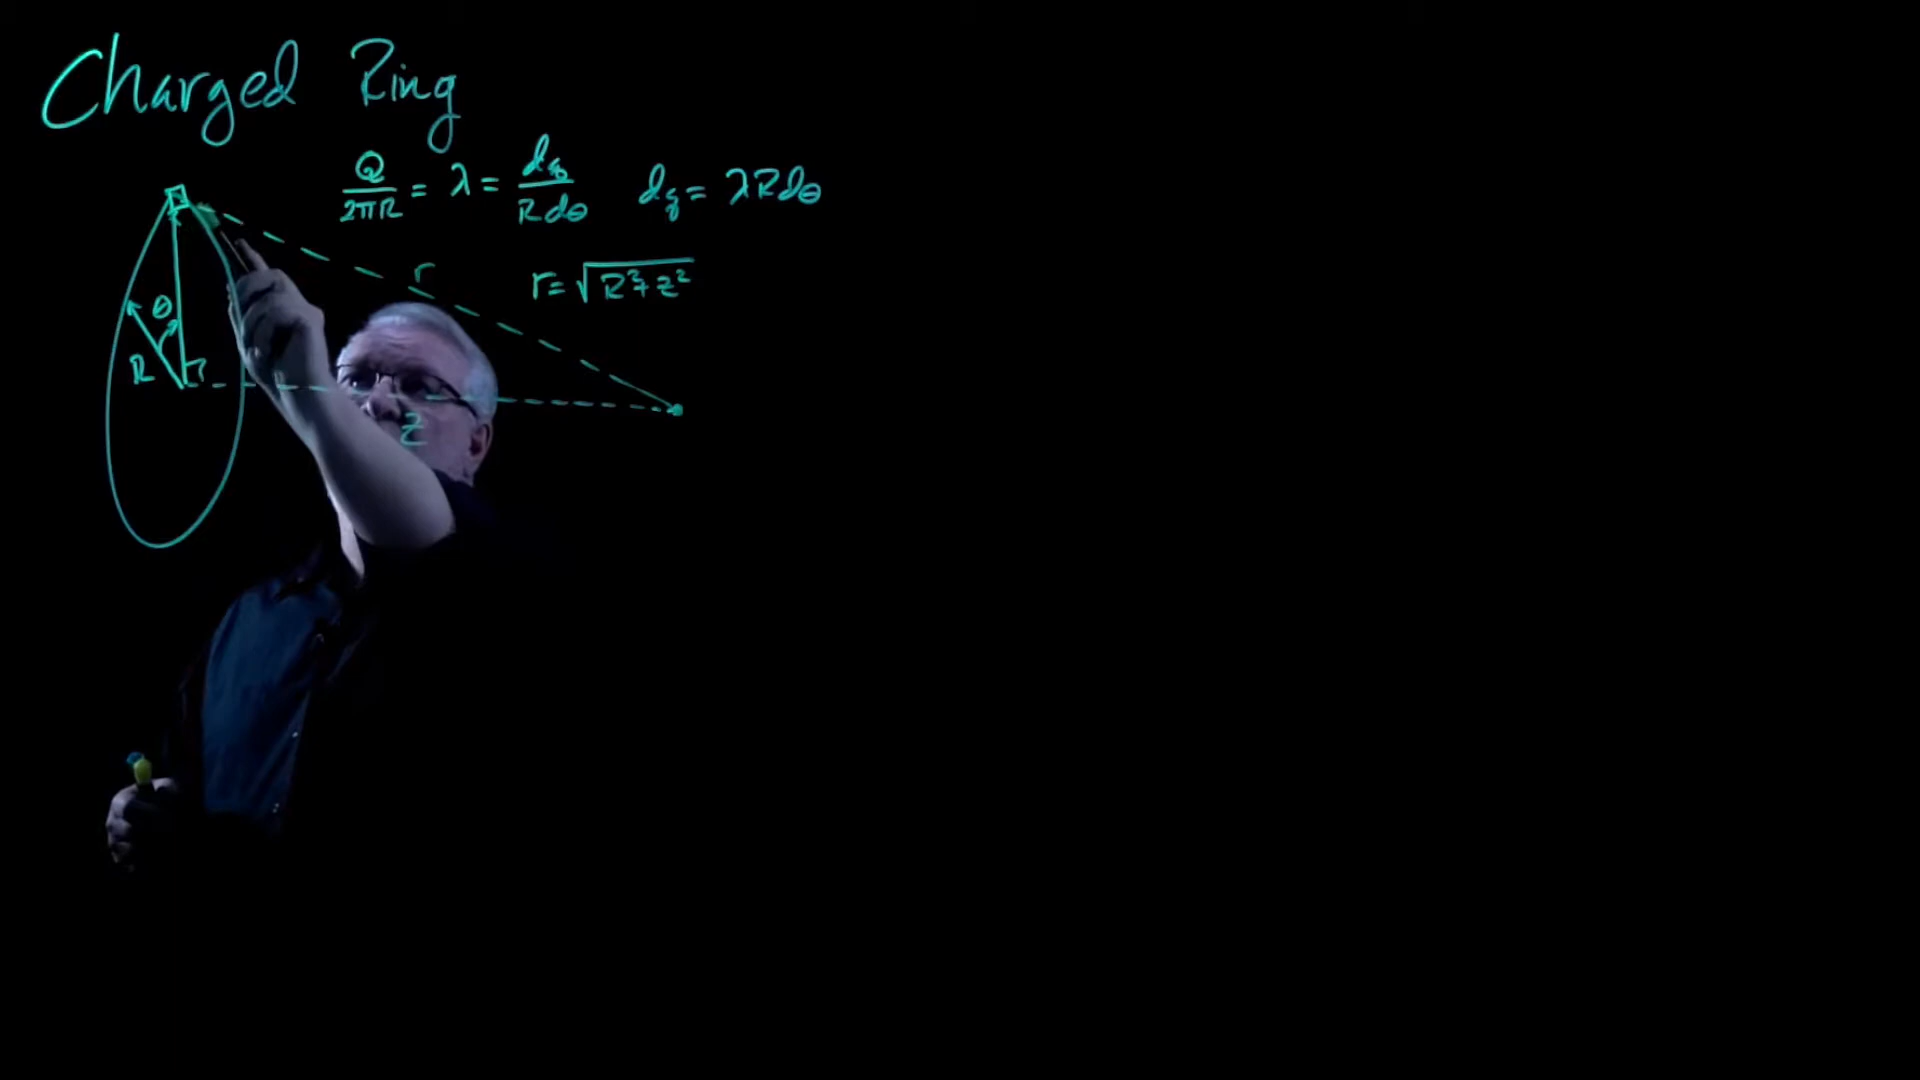 Charged Ring
Q/2πR = λ = dq/Rdθ dq = λRdθ
r
r = √R²+z²
θ
R
z